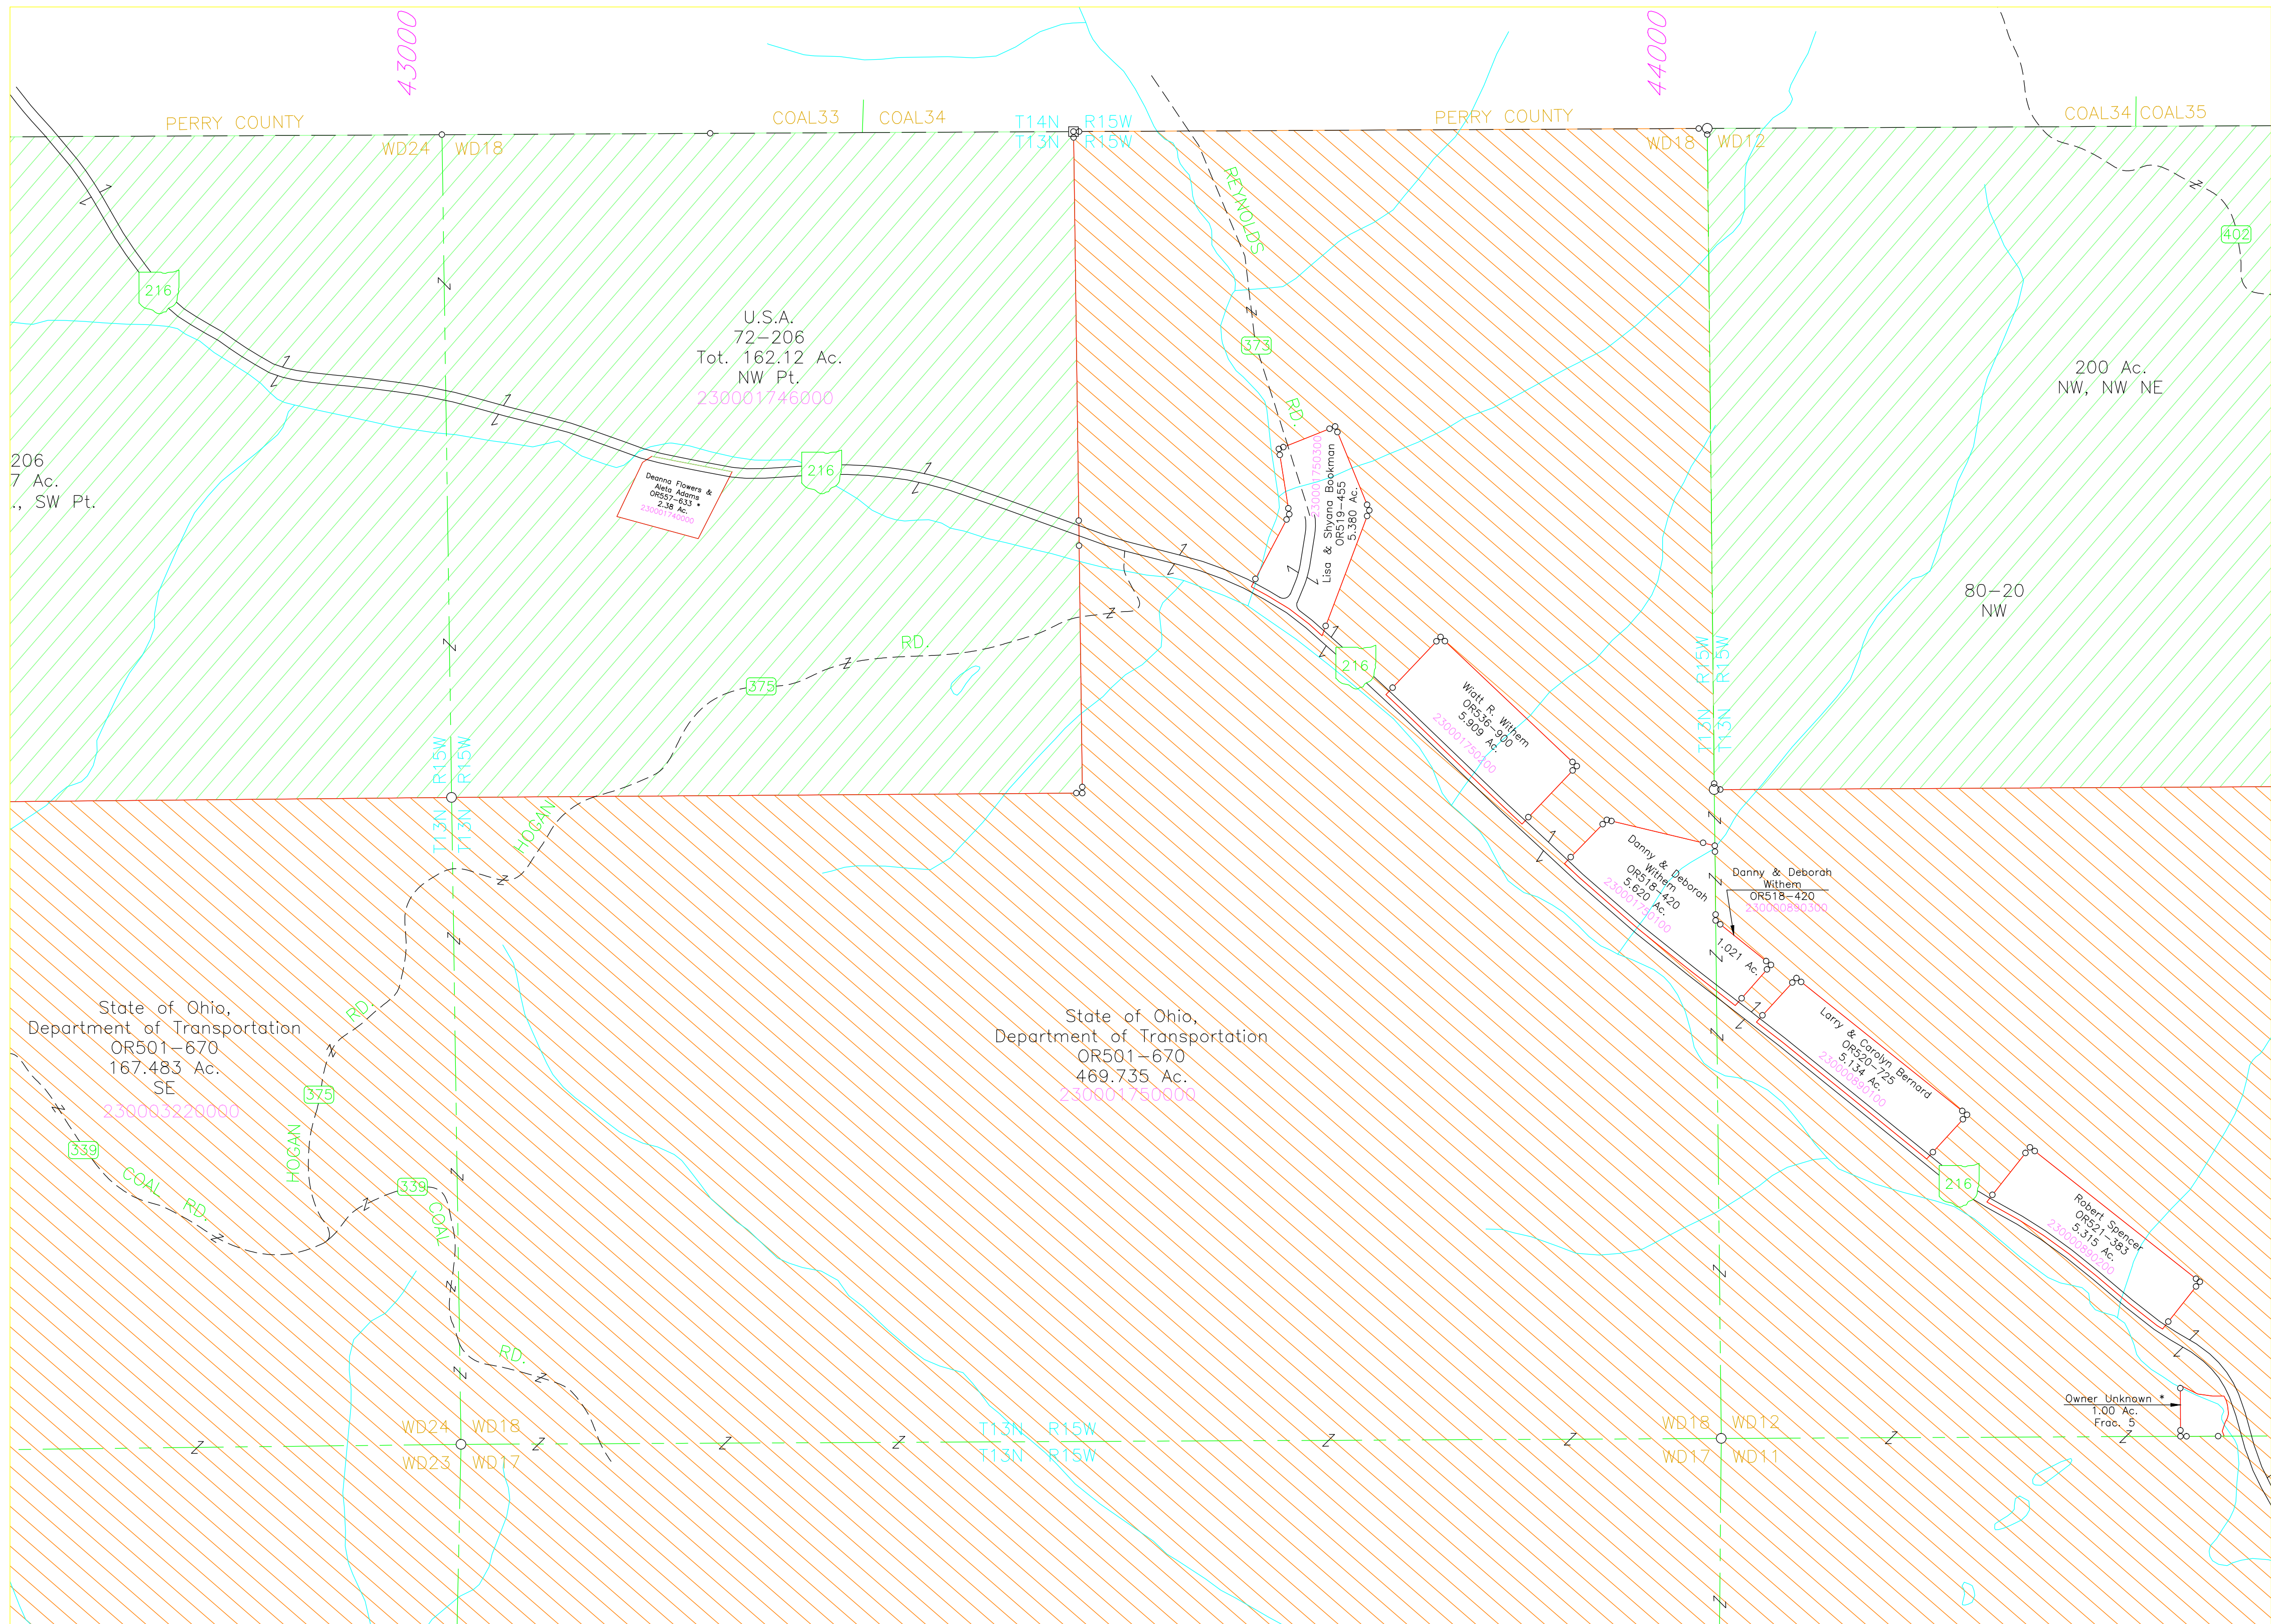 43000
44000
PERRY COUNTY
COAL33
COAL34
T14N R15W
T13N R15W
PERRY COUNTY
COAL34
COAL35
WD24
WD18
WD18
WD12
REYNOLDS
RD.
402
216
373
U.S.A.
72-206
Tot. 162.12 Ac.
NW Pt.
230001746000
200 Ac.
NW, NW NE
206
7 Ac.
., SW Pt.
216
Deanna Flowers &
Aleta Adams
OR557-633 *
2.38 Ac.
230001740000
230001750300
Lisa & Shyana Bookman
OR519-455
5.380 Ac.
80-20
NW
RD.
375
HOGAN
216
T13N R15W
T13N R15W
T13N R15W
T13N R15W
Wiatt R. Withem
OR536-900
5.909 Ac.
230001750200
Danny & Deborah
Withem
OR518-420
5.620 Ac.
230001750100
Danny & Deborah
Withem
OR518-420
230000890300
1.021 Ac.
Larry & Carolyn Bernard
OR520-725
5.134 Ac.
230000890100
State of Ohio,
Department of Transportation
OR501-670
167.483 Ac.
SE
230003220000
RD.
375
HOGAN
State of Ohio,
Department of Transportation
OR501-670
469.735 Ac.
230001750000
339
COAL RD.
339
COAL
RD.
216
Robert Spencer
OR521-383
5.315 Ac.
230000890200
Owner Unknown *
1.00 Ac.
Frac. 5
WD24
WD18
T13N R15W
WD18
WD12
WD23
WD17
T13N R15W
WD17
WD11